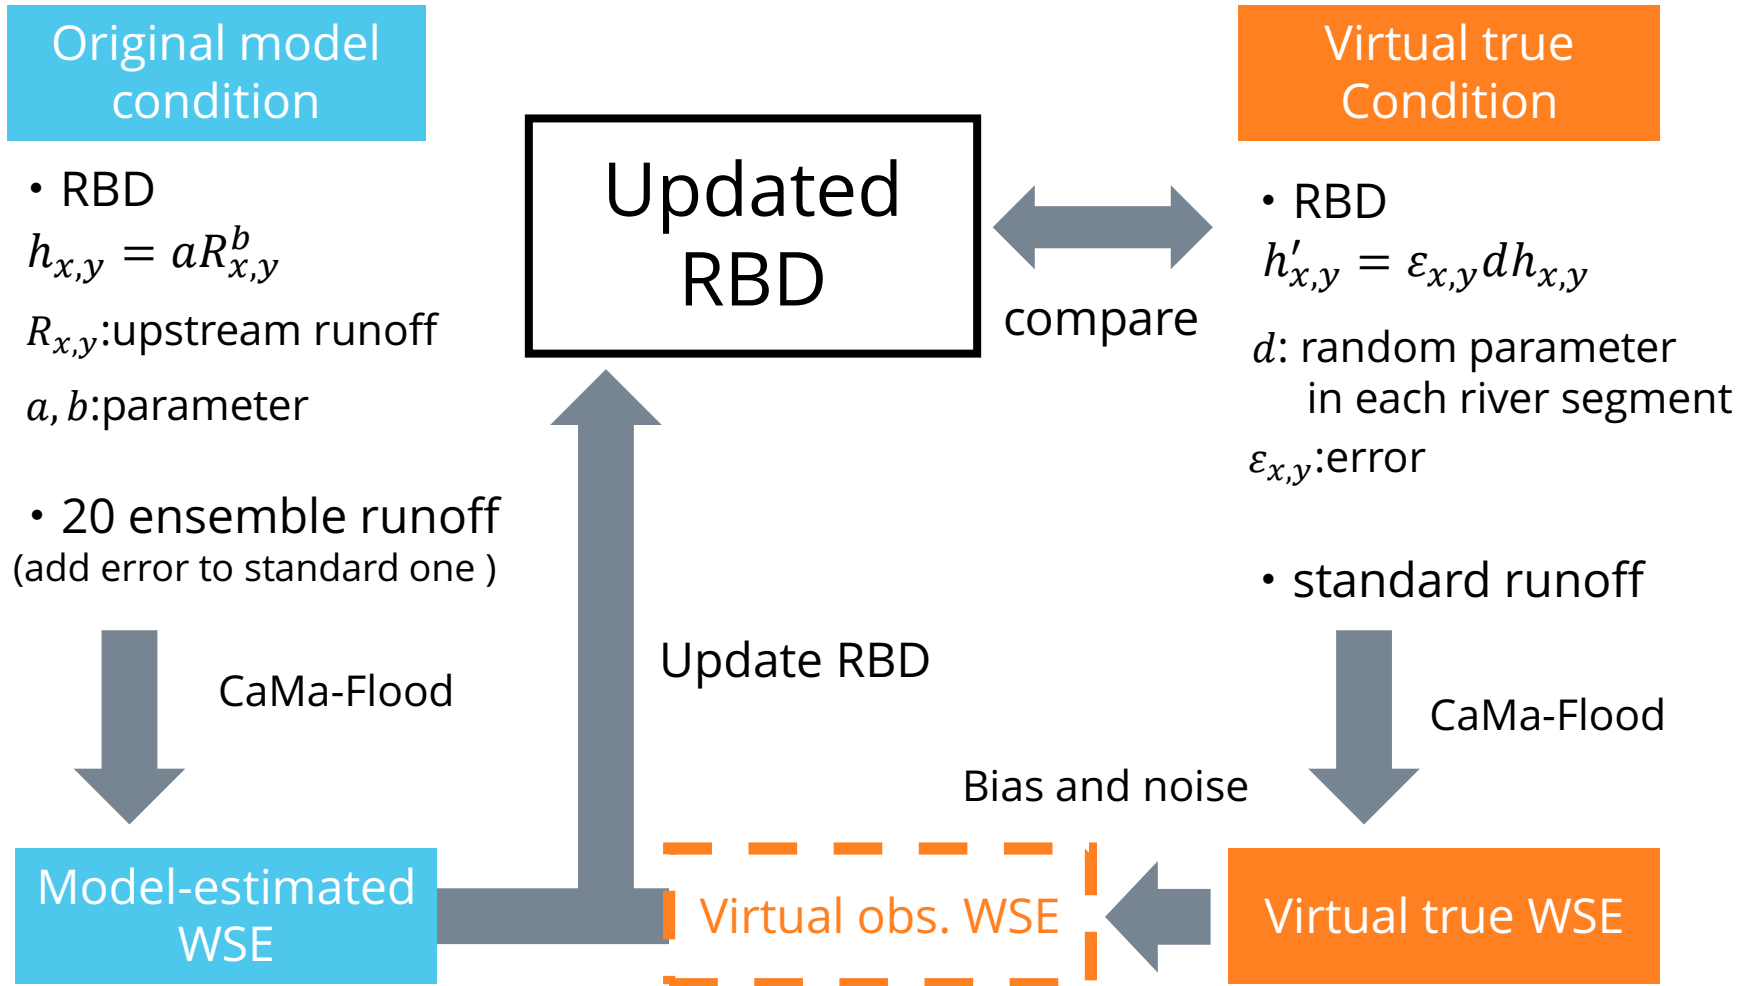 Original model
condition
・RBD
h_{x,y} = aR^b_{x,y}
R_{x,y}:upstream runoff
a, b:parameter
・20 ensemble runoff
(add error to standard one )
CaMa-Flood
Model-estimated
WSE
Updated
RBD
compare
Update RBD
Virtual true
Condition
・RBD
h′_{x,y} = ε_{x,y}dh_{x,y}
d: random parameter
in each river segment
ε_{x,y}:error
・standard runoff
CaMa-Flood
Bias and noise
Virtual obs. WSE
Virtual true WSE